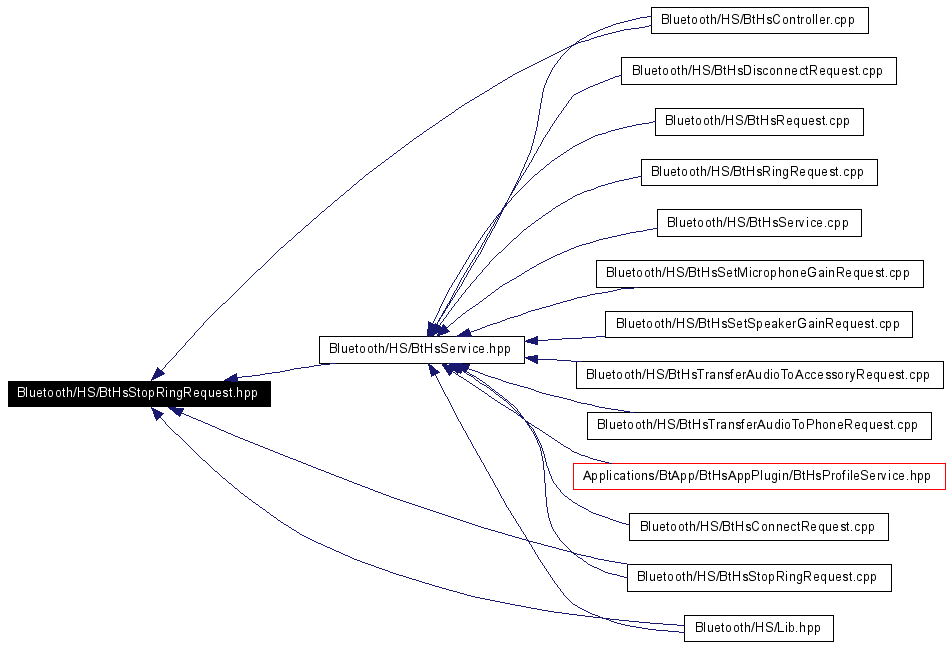 Bluetooth/HS/BtHsController.cpp
Bluetooth/HS/BtHsDisconnectRequest.cpp
Bluetooth/HS/BtHsRequest.cpp
Bluetooth/HS/BtHsRingRequest.cpp
Bluetooth/HS/BtHsService.cpp
Bluetooth/HS/BtHsSetMicrophoneGainRequest.cpp
Bluetooth/HS/BtHsSetSpeakerGainRequest.cpp
Bluetooth/HS/BtHsService.hpp
Bluetooth/HS/BtHsTransferAudioToAccessoryRequest.cpp
Bluetooth/HS/BtHsStopRingRequest.hpp
Bluetooth/HS/BtHsTransferAudioToPhoneRequest.cpp
Applications/BtApp/BtHsAppPlugin/BtHsProfileService.hpp
Bluetooth/HS/BtHsConnectRequest.cpp
Bluetooth/HS/BtHsStopRingRequest.cpp
Bluetooth/HS/Lib.hpp